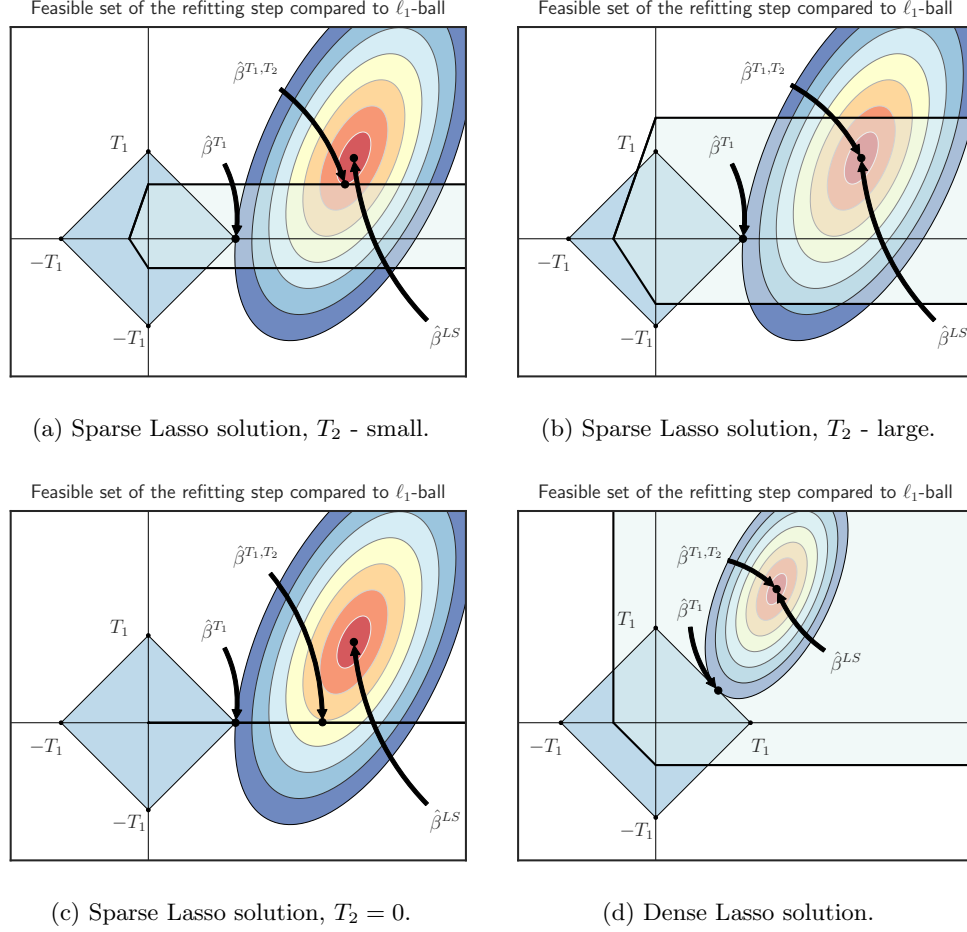 Feasible set of the refitting step compared to ℓ₁-ball
β̂^{T₁,T₂}
T₁
β̂^{T₁}
−T₁
−T₁
β̂^{LS}
(a) Sparse Lasso solution, T₂ - small.
Feasible set of the refitting step compared to ℓ₁-ball
β̂^{T₁,T₂}
T₁
β̂^{T₁}
−T₁
−T₁
β̂^{LS}
(b) Sparse Lasso solution, T₂ - large.
Feasible set of the refitting step compared to ℓ₁-ball
β̂^{T₁,T₂}
T₁
β̂^{T₁}
−T₁
−T₁
β̂^{LS}
(c) Sparse Lasso solution, T₂ = 0.
Feasible set of the refitting step compared to ℓ₁-ball
β̂^{T₁,T₂}
β̂^{T₁}
T₁
β̂^{LS}
−T₁
T₁
−T₁
(d) Dense Lasso solution.